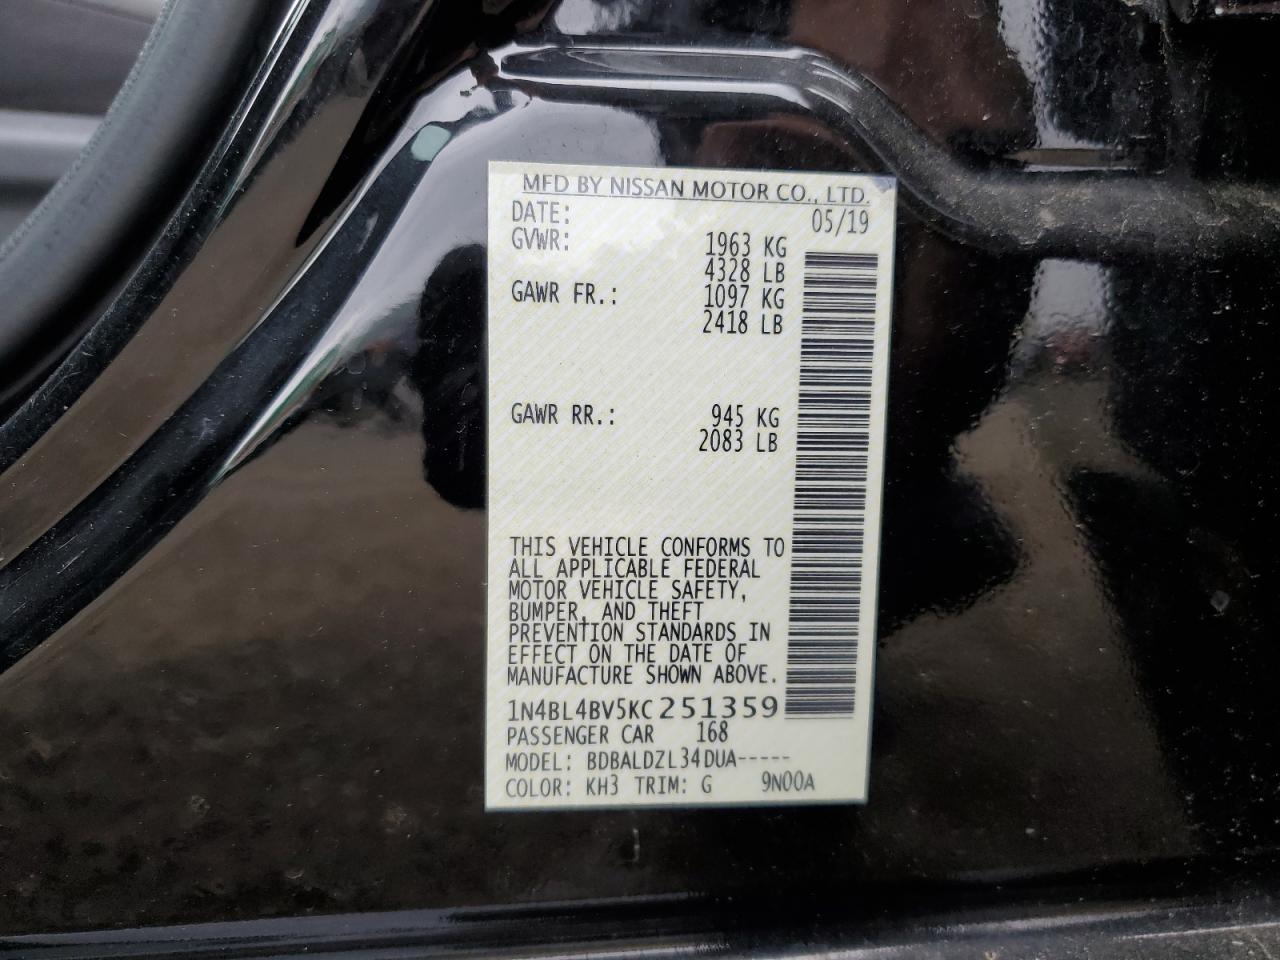 MFD BY NISSAN MOTOR CO., LTD.
DATE: 05/19
GVWR: 1963 KG
4328 LB
GAWR FR.: 1097 KG
2418 LB
GAWR RR.: 945 KG
2083 LB
THIS VEHICLE CONFORMS TO
ALL APPLICABLE FEDERAL
MOTOR VEHICLE SAFETY,
BUMPER, AND THEFT
PREVENTION STANDARDS IN
EFFECT ON THE DATE OF
MANUFACTURE SHOWN ABOVE.
1N4BL4BV5KC251359
PASSENGER CAR 168
MODEL: BDBALDZL34DUA-----
COLOR: KH3 TRIM: G 9N00A